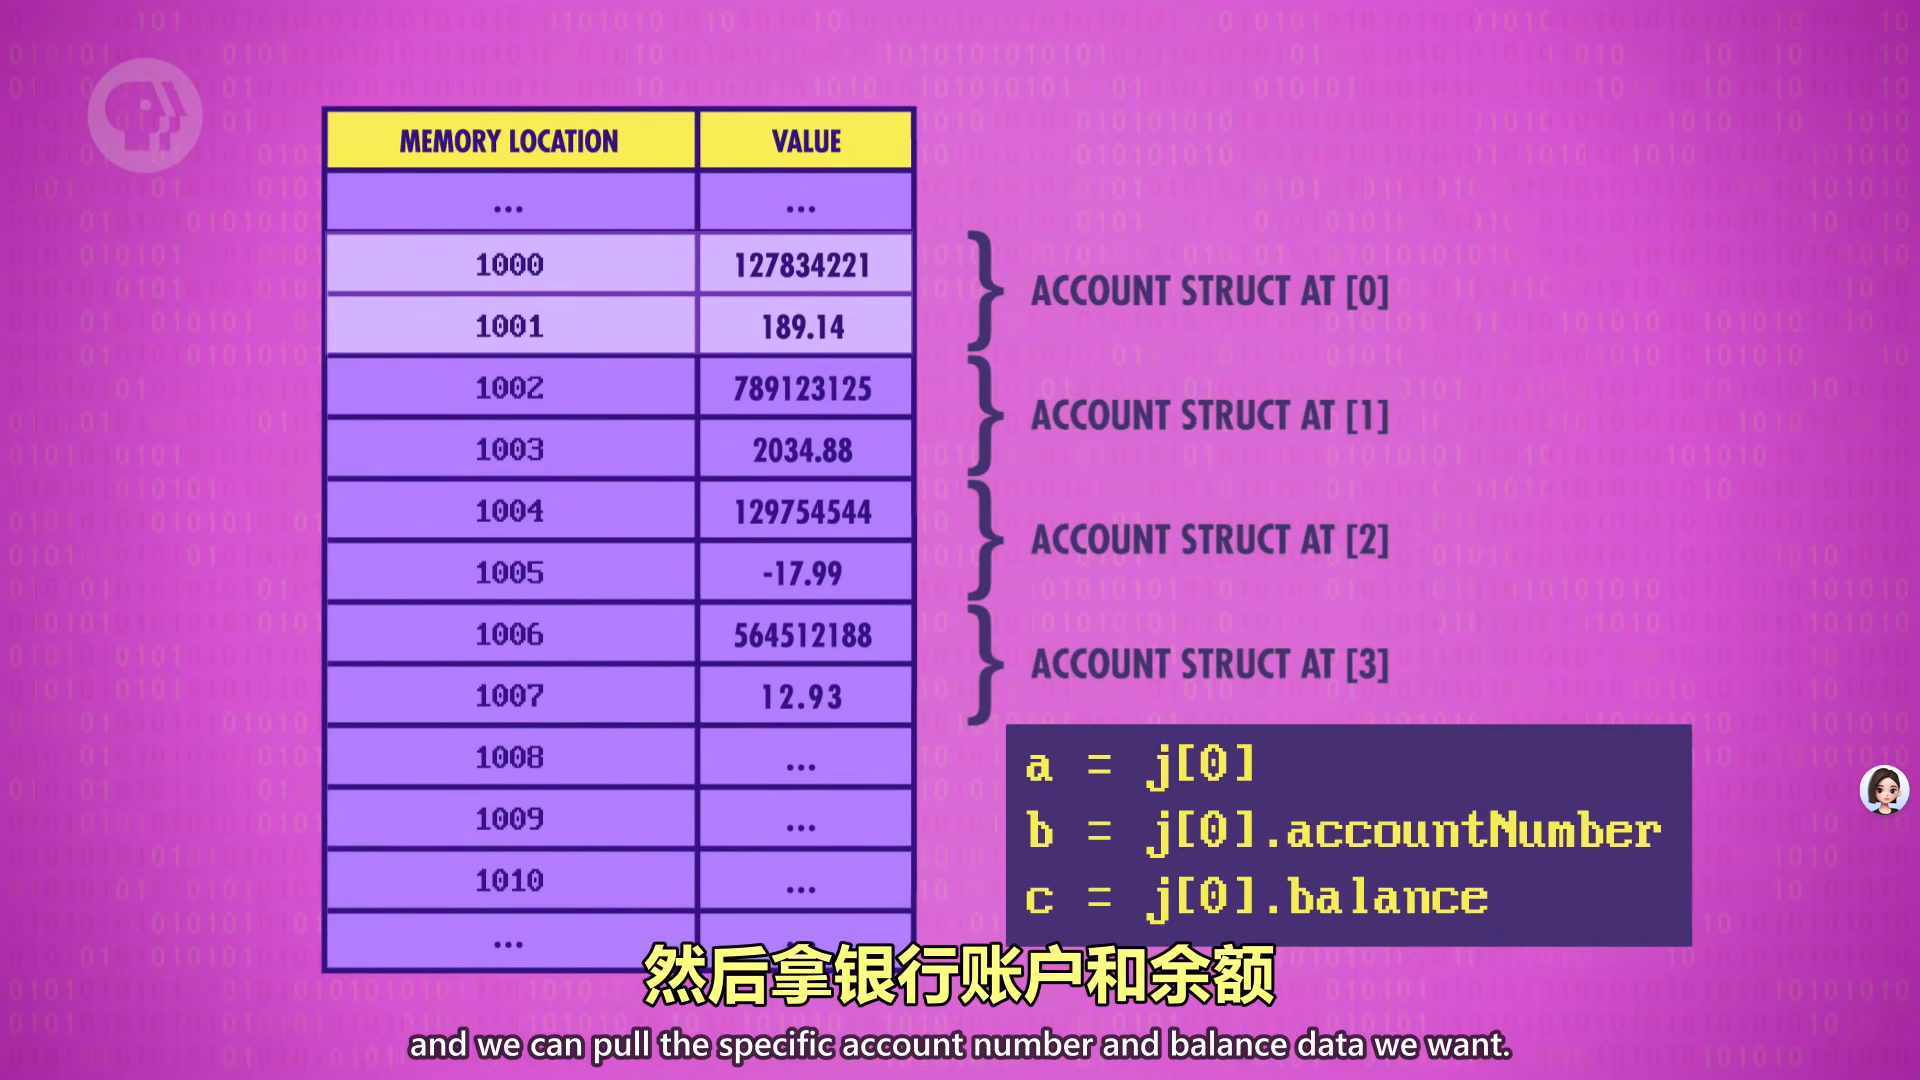 MEMORY LOCATION VALUE
... ...
1000 127834221
1001 189.14
1002 789123125
1003 2034.88
1004 129754544
1005 -17.99
1006 564512188
1007 12.93
1008 ...
1009 ...
1010 ...
...
ACCOUNT STRUCT AT [0]
ACCOUNT STRUCT AT [1]
ACCOUNT STRUCT AT [2]
ACCOUNT STRUCT AT [3]
a = j[0]
b = j[0].accountNumber
c = j[0].balance
然后拿银行账户和余额
and we can pull the specific account number and balance data we want.